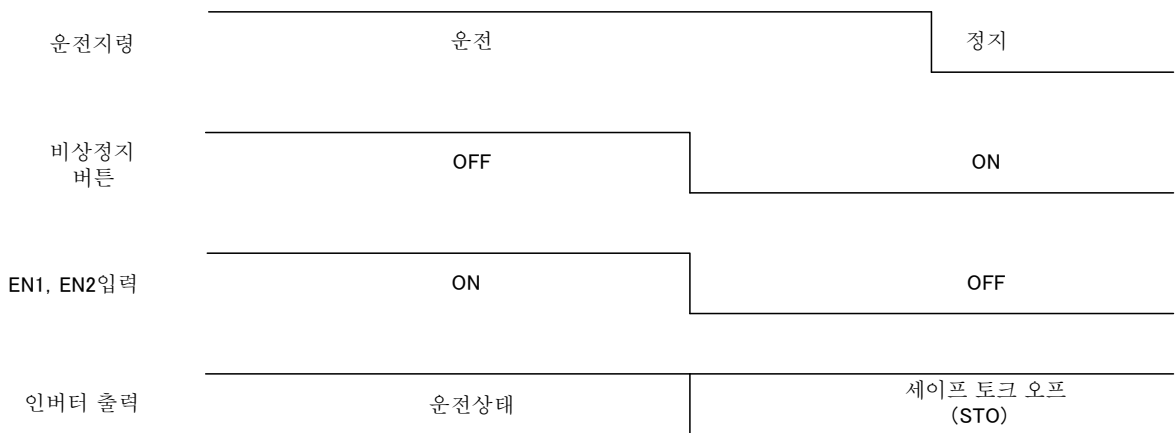 운전지령 운전 정지
비상정지
버튼
OFF ON
EN1, EN2입력 ON OFF
인버터 출력 운전상태 세이프 토크 오프
(STO)